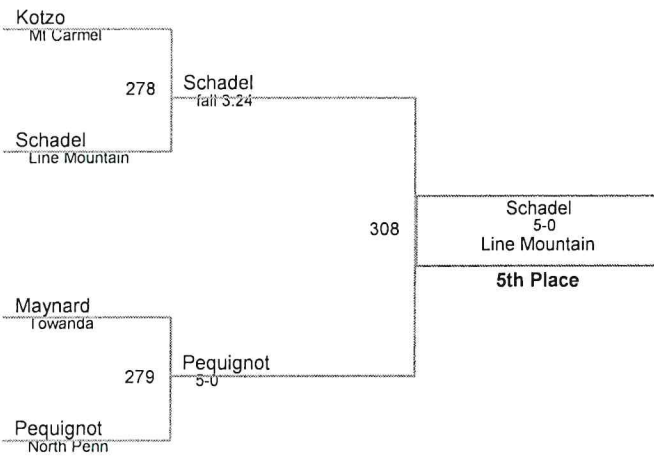 Kotzo
Mt Carmel
278
Schadel
fall 3:24
Schadel
Line Mountain
308
Schadel
5-0
Line Mountain
5th Place
Maynard
Towanda
279
Pequignot
5-0
Pequignot
North Penn